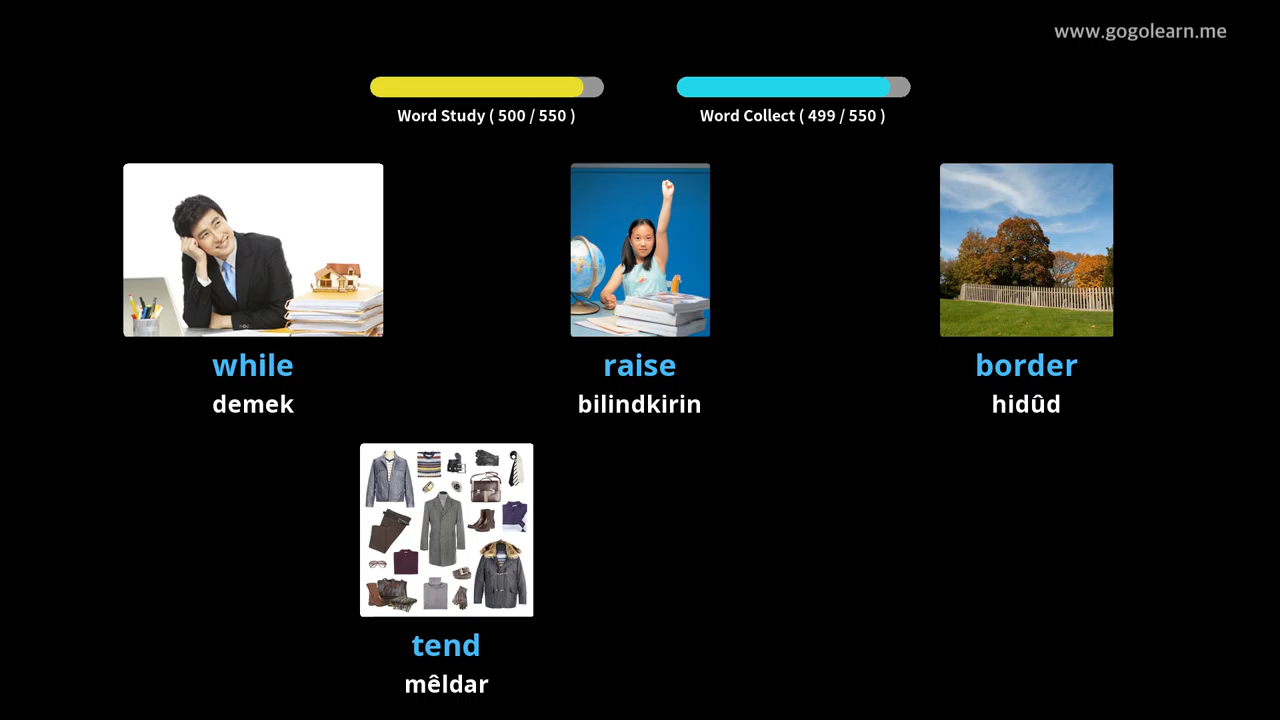 www.gogolearn.me
Word Study ( 500 / 550 )
Word Collect ( 499 / 550 )
while
demek
raise
bilindkirin
border
hidûd
tend
mêldar